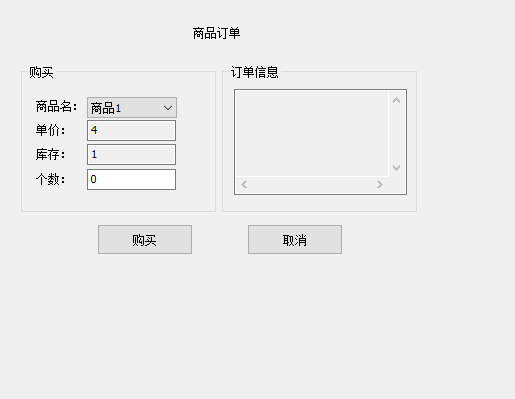 商品订单
购买
商品名： 商品1
单价： 4
库存： 1
个数： 0
订单信息
购买
取消